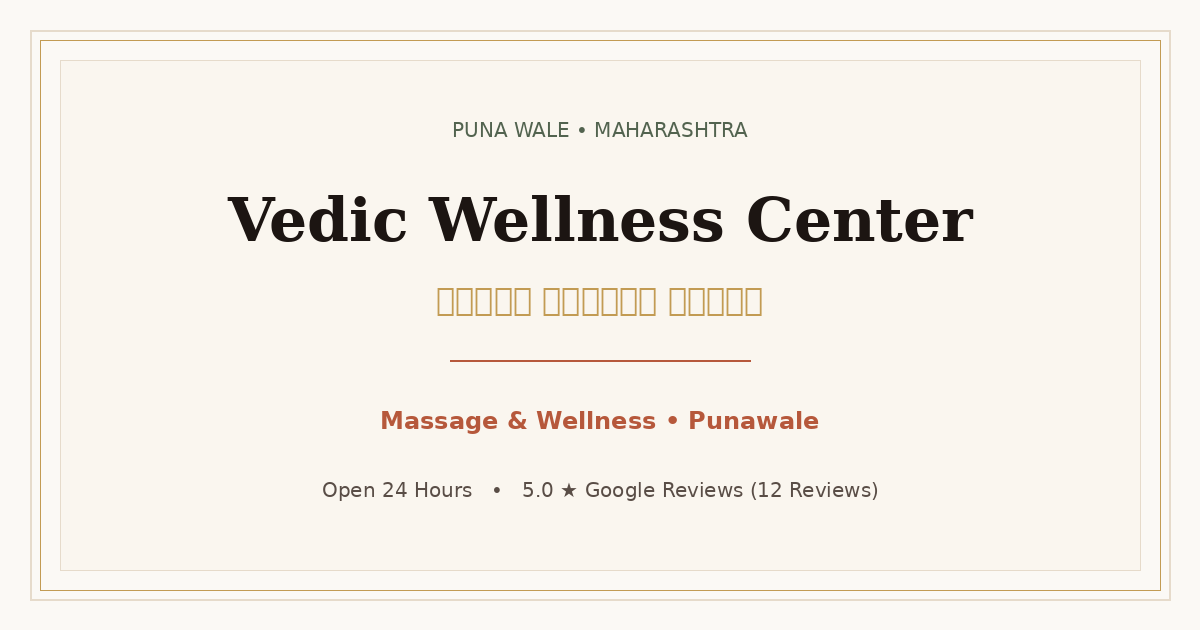 PUNA WALE • MAHARASHTRA
Vedic Wellness Center
Massage & Wellness • Punawale
Open 24 Hours • 5.0 ★ Google Reviews (12 Reviews)